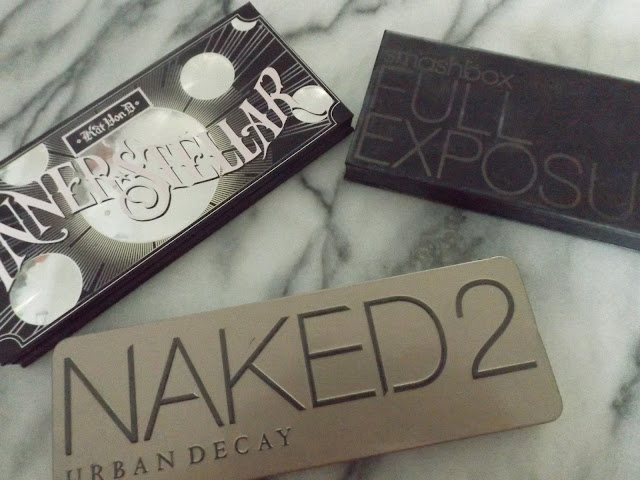 Kat Von D
INNERSTELLAR
smashbox
FULL
EXPOSU
NAKED2
URBAN DECAY